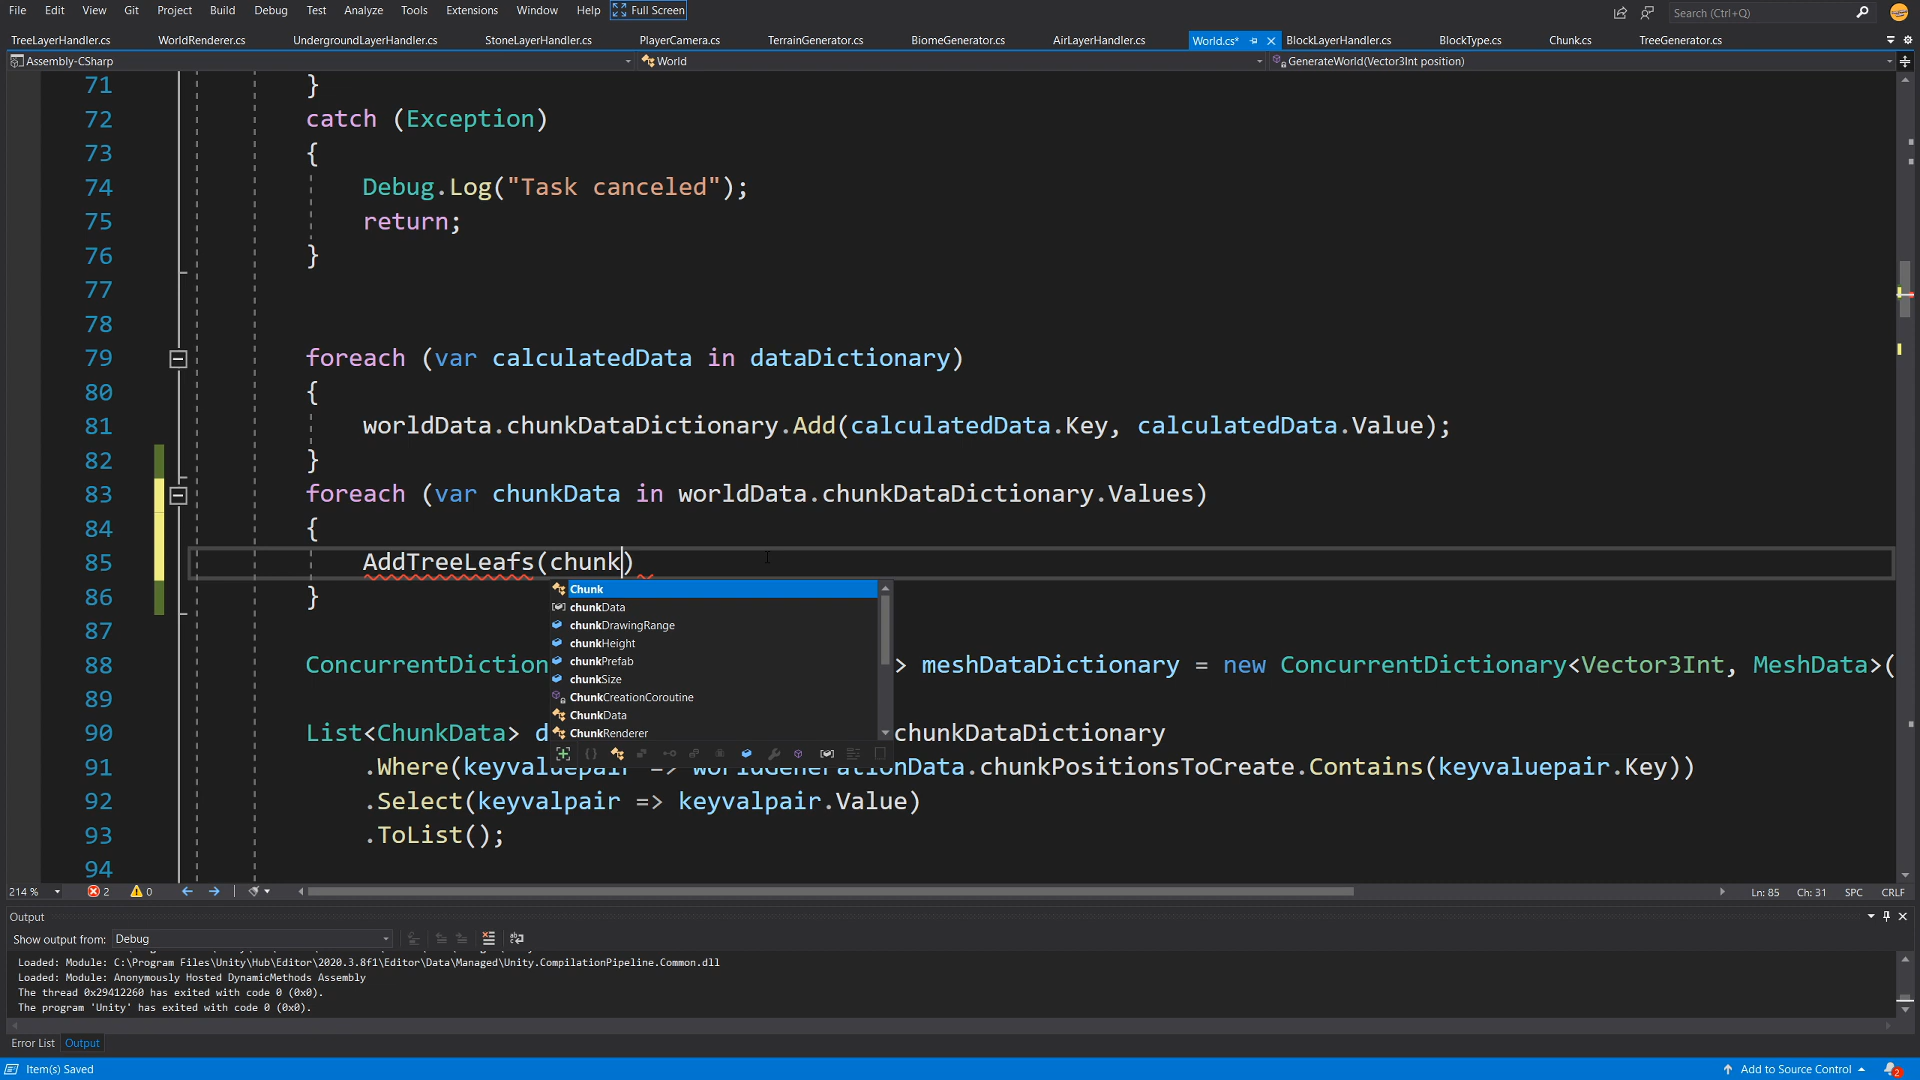 File Edit View Git Project Build Debug Test Analyze Tools Extensions Window Help Full Screen Search (Ctrl+Q)
TreeLayerHandler.cs WorldRenderer.cs UndergroundLayerHandler.cs StoneLayerHandler.cs PlayerCamera.cs TerrainGenerator.cs BiomeGenerator.cs AirLayerHandler.cs World.cs* BlockLayerHandler.cs BlockType.cs Chunk.cs TreeGenerator.cs
Assembly-CSharp World GenerateWorld(Vector3Int position)
71 }
72 catch (Exception)
73 {
74 Debug.Log("Task canceled");
75 return;
76 }
77
78
79 foreach (var calculatedData in dataDictionary)
80 {
81 worldData.chunkDataDictionary.Add(calculatedData.Key, calculatedData.Value);
82 }
83 foreach (var chunkData in worldData.chunkDataDictionary.Values)
84 {
85 AddTreeLeafs(chunk)
Chunk
86 }
chunkData
chunkDrawingRange
87
chunkHeight
88 ConcurrentDiction > meshDataDictionary = new ConcurrentDictionary<Vector3Int, MeshData>(
chunkPrefab
chunkSize
89
ChunkCreationCoroutine
ChunkData
90 List<ChunkData> d chunkDataDictionary
ChunkRenderer
91 .Where(keyvaluepair => worldGenerationData.chunkPositionsToCreate.Contains(keyvaluepair.Key))
92 .Select(keyvalpair => keyvalpair.Value)
93 .ToList();
94
214 % 2 0 Ln: 85 Ch: 31 SPC CRLF
Output
Show output from: Debug
Loaded: Module: C:\Program Files\Unity\Hub\Editor\2020.3.8f1\Editor\Data\Managed\Unity.CompilationPipeline.Common.dll
Loaded: Module: Anonymously Hosted DynamicMethods Assembly
The thread 0x29412260 has exited with code 0 (0x0).
The program 'Unity' has exited with code 0 (0x0).
Error List Output
Item(s) Saved Add to Source Control 2